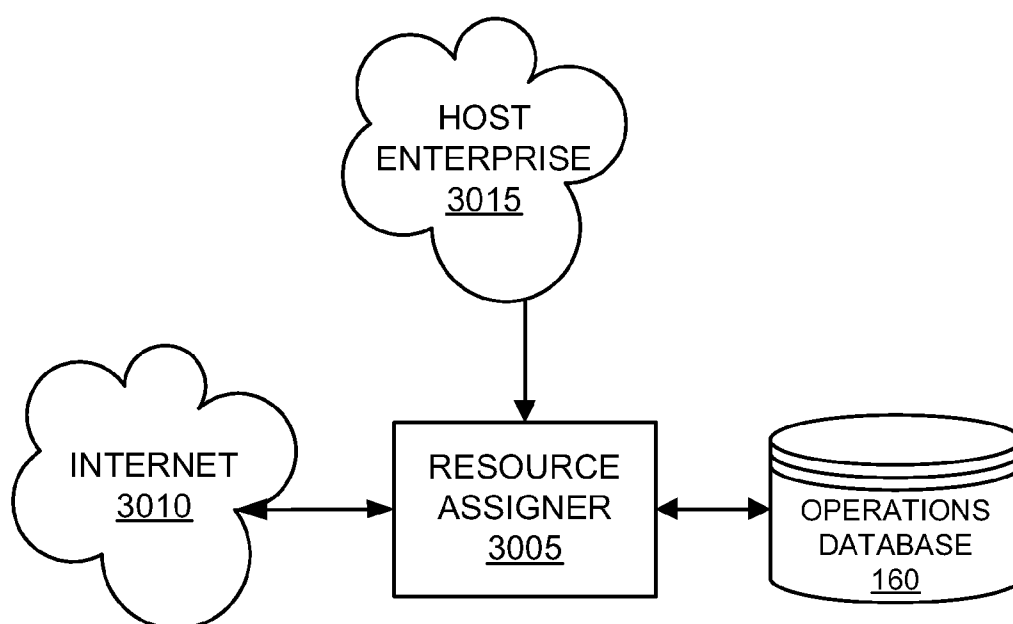 HOST
ENTERPRISE
3015
INTERNET
3010
RESOURCE
ASSIGNER
3005
OPERATIONS
DATABASE
160